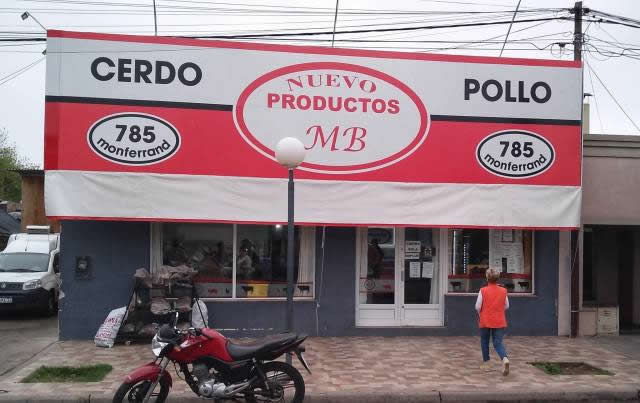 CERDO
NUEVO
PRODUCTOS
MB
POLLO
785
monferrand
785
monferrand